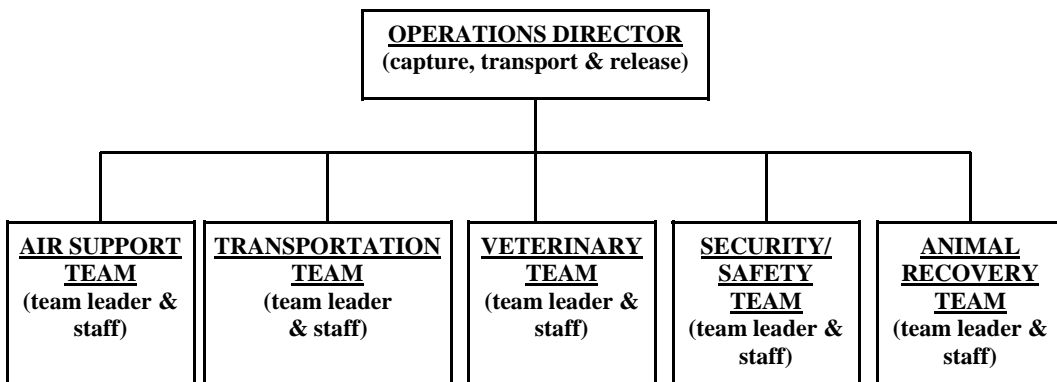 OPERATIONS DIRECTOR
(capture, transport & release)
AIR SUPPORT
TEAM
(team leader &
staff)
TRANSPORTATION
TEAM
(team leader
& staff)
VETERINARY
TEAM
(team leader &
staff)
SECURITY/
SAFETY
TEAM
(team leader &
staff)
ANIMAL
RECOVERY
TEAM
(team leader &
staff)